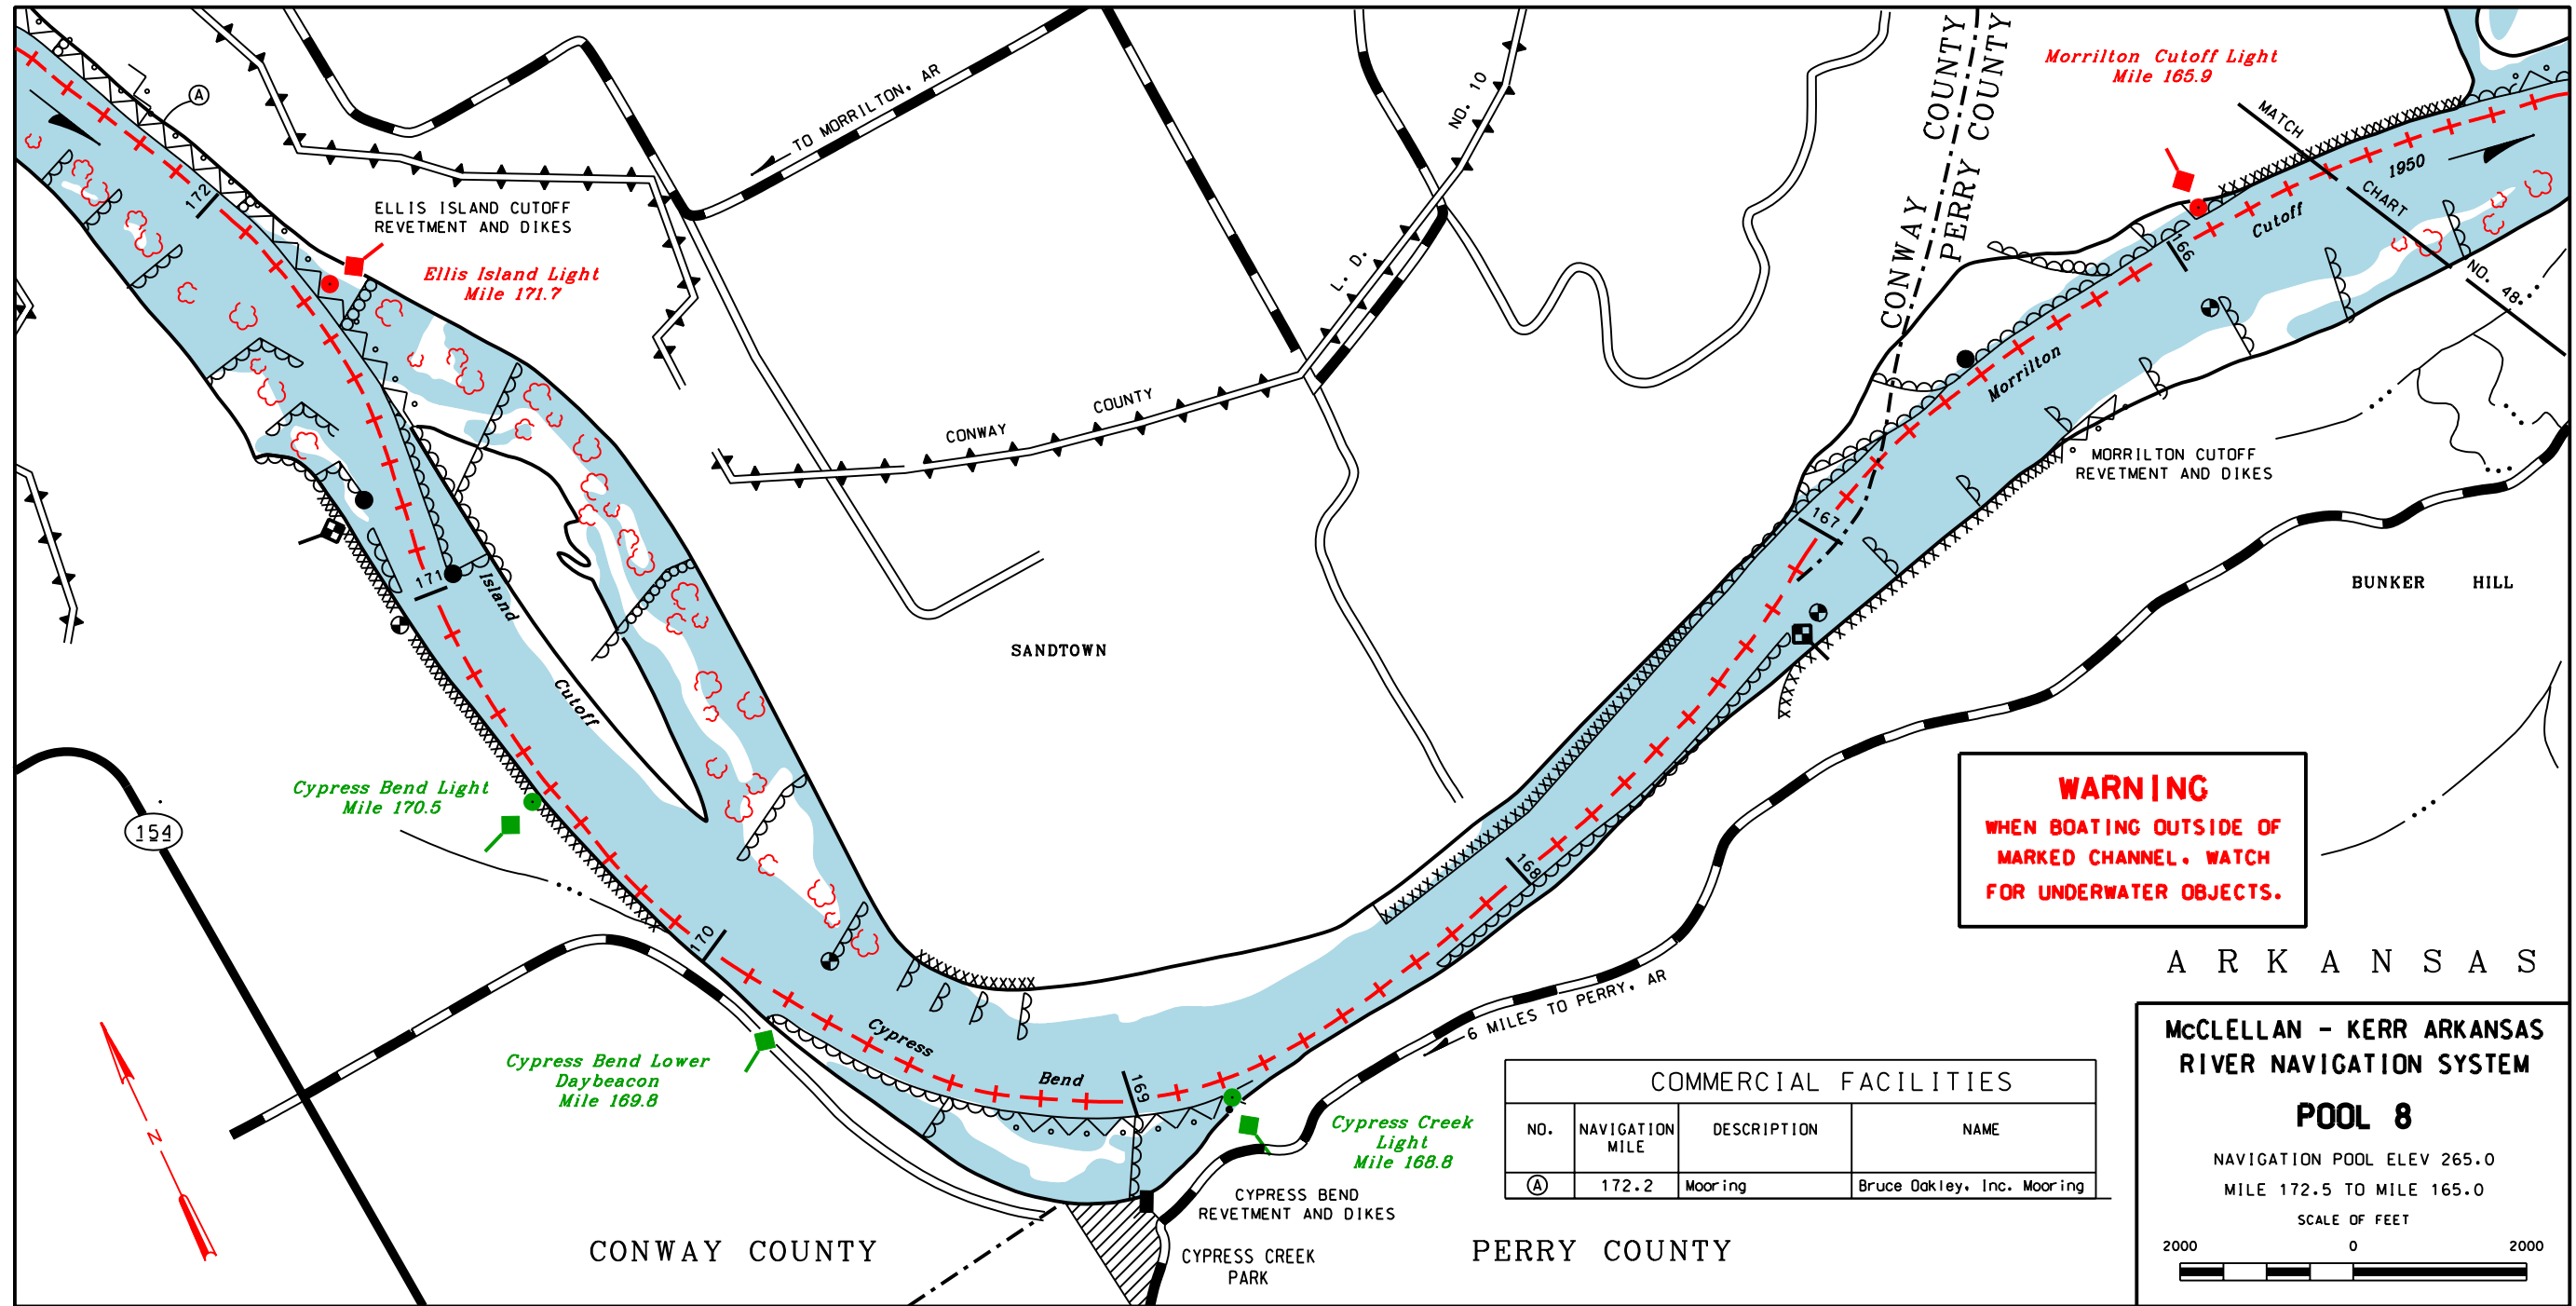 Morrilton Cutoff Light
Mile 165.9
CONWAY COUNTY
PERRY COUNTY
MATCH
CHART
NO. 48
1950
A
TO MORRILTON, AR
NO. 10
L. D.
COUNTY
CONWAY
172
ELLIS ISLAND CUTOFF
REVETMENT AND DIKES
Ellis Island Light
Mile 171.7
166
Morrilton
Cutoff
MORRILTON CUTOFF
REVETMENT AND DIKES
167
171
Island
Cutoff
BUNKER HILL
SANDTOWN
Cypress Bend Light
Mile 170.5
154
168
170
WARNING
WHEN BOATING OUTSIDE OF
MARKED CHANNEL, WATCH
FOR UNDERWATER OBJECTS.
ARKANSAS
6 MILES TO PERRY, AR
Cypress
Bend
169
Cypress Bend Lower
Daybeacon
Mile 169.8
Cypress Creek
Light
Mile 168.8
N
CYPRESS BEND
REVETMENT AND DIKES
CYPRESS CREEK
PARK
CONWAY COUNTY
PERRY COUNTY
COMMERCIAL FACILITIES
NO. NAVIGATION MILE DESCRIPTION NAME
A 172.2 Mooring Bruce Oakley, Inc. Mooring
McCLELLAN - KERR ARKANSAS
RIVER NAVIGATION SYSTEM
POOL 8
NAVIGATION POOL ELEV 265.0
MILE 172.5 TO MILE 165.0
SCALE OF FEET
2000 0 2000